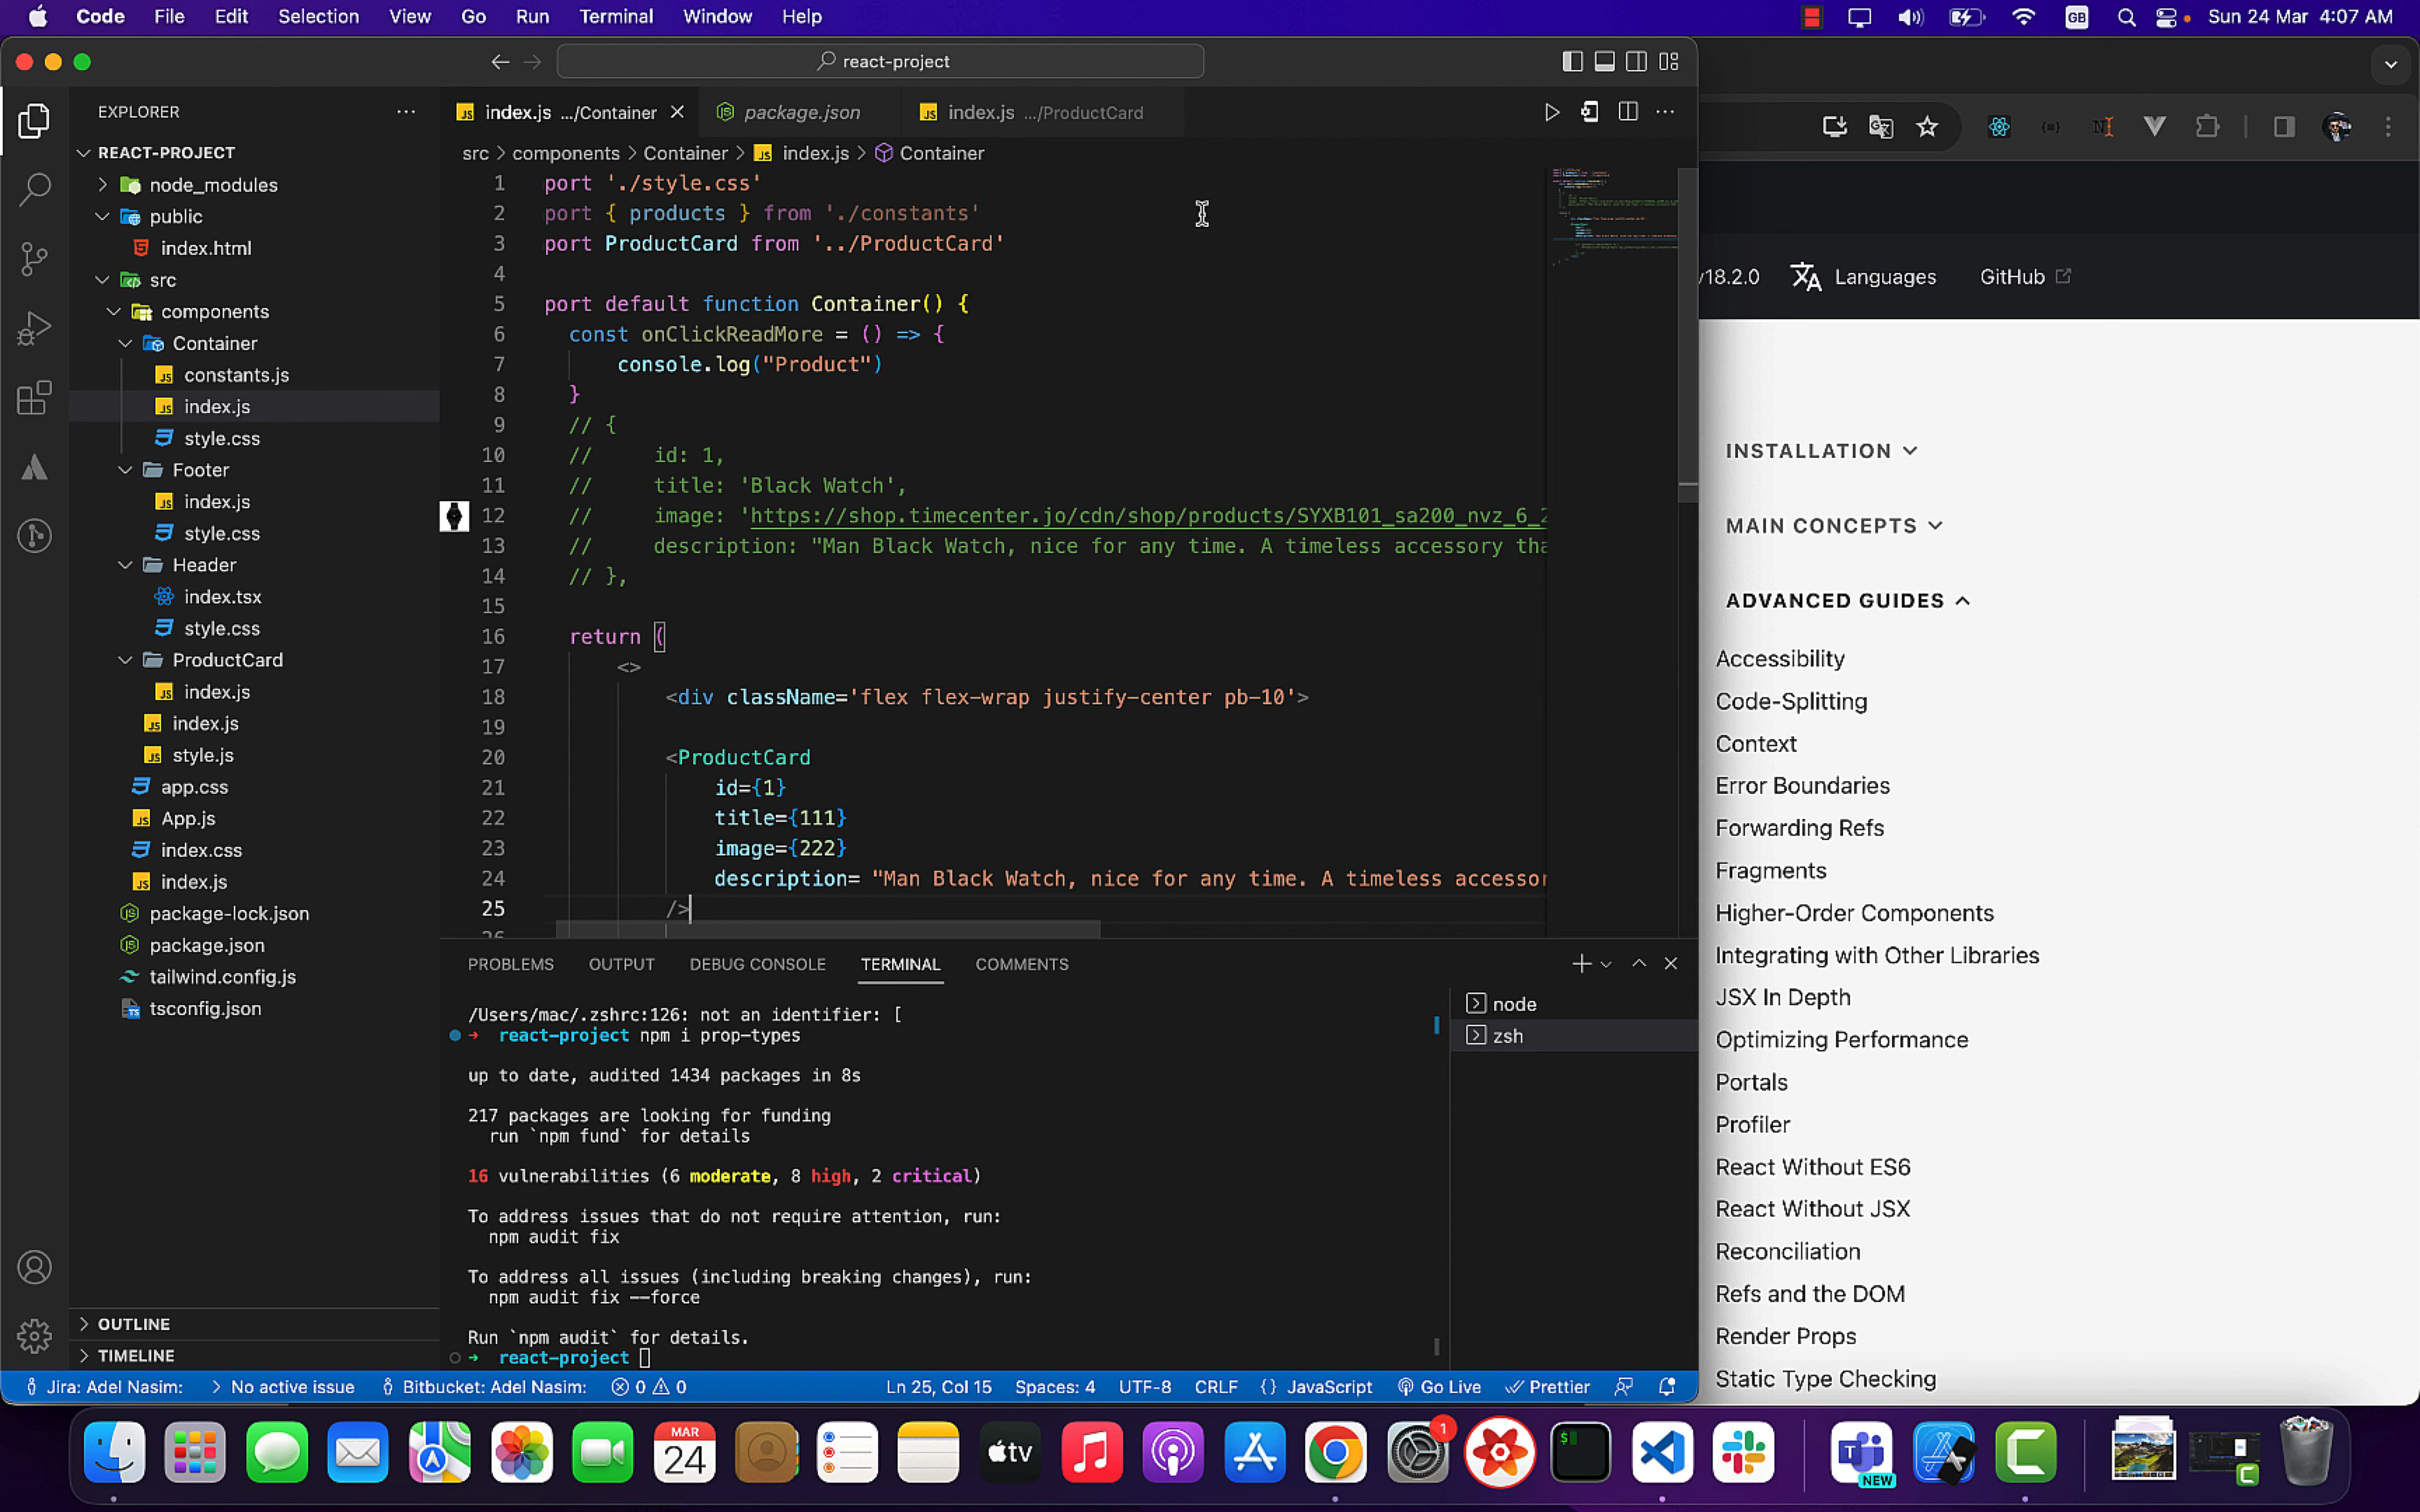 Code File Edit Selection View Go Run Terminal Window Help
GB Sun 24 Mar 4:07 AM
react-project
EXPLORER
REACT-PROJECT
node_modules
public
index.html
src
components
Container
constants.js
index.js
style.css
Footer
index.js
style.css
Header
index.tsx
style.css
ProductCard
index.js
index.js
style.js
app.css
App.js
index.css
index.js
package-lock.json
package.json
tailwind.config.js
tsconfig.json
OUTLINE
TIMELINE
index.js .../Container package.json index.js .../ProductCard
src > components > Container > index.js > Container
1 port './style.css'
2 port { products } from './constants'
3 port ProductCard from '../ProductCard'
4
5 port default function Container() {
6 const onClickReadMore = () => {
7 console.log("Product")
8 }
9 // {
10 // id: 1,
11 // title: 'Black Watch',
12 // image: 'https://shop.timecenter.jo/cdn/shop/products/SYXB101_sa200_nvz_6_2
13 // description: "Man Black Watch, nice for any time. A timeless accessory tha
14 // },
15
16 return (
17 <>
18 <div className='flex flex-wrap justify-center pb-10'>
19
20 <ProductCard
21 id={1}
22 title={111}
23 image={222}
24 description= "Man Black Watch, nice for any time. A timeless accessor
25 />
26
PROBLEMS OUTPUT DEBUG CONSOLE TERMINAL COMMENTS
/Users/mac/.zshrc:126: not an identifier: [
→ react-project npm i prop-types
up to date, audited 1434 packages in 8s
217 packages are looking for funding
run `npm fund` for details
16 vulnerabilities (6 moderate, 8 high, 2 critical)
To address issues that do not require attention, run:
npm audit fix
To address all issues (including breaking changes), run:
npm audit fix --force
Run `npm audit` for details.
→ react-project
node
zsh
Jira: Adel Nasim: > No active issue Bitbucket: Adel Nasim: 0 0 Ln 25, Col 15 Spaces: 4 UTF-8 CRLF {} JavaScript Go Live Prettier
v18.2.0 Languages GitHub
INSTALLATION
MAIN CONCEPTS
ADVANCED GUIDES
Accessibility
Code-Splitting
Context
Error Boundaries
Forwarding Refs
Fragments
Higher-Order Components
Integrating with Other Libraries
JSX In Depth
Optimizing Performance
Portals
Profiler
React Without ES6
React Without JSX
Reconciliation
Refs and the DOM
Render Props
Static Type Checking
MAR
24
tv
1
$
NEW